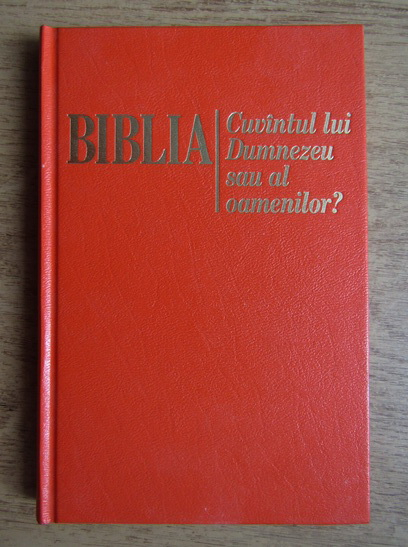 BIBLIA
Cuvîntul lui
Dumnezeu
sau al
oamenilor?